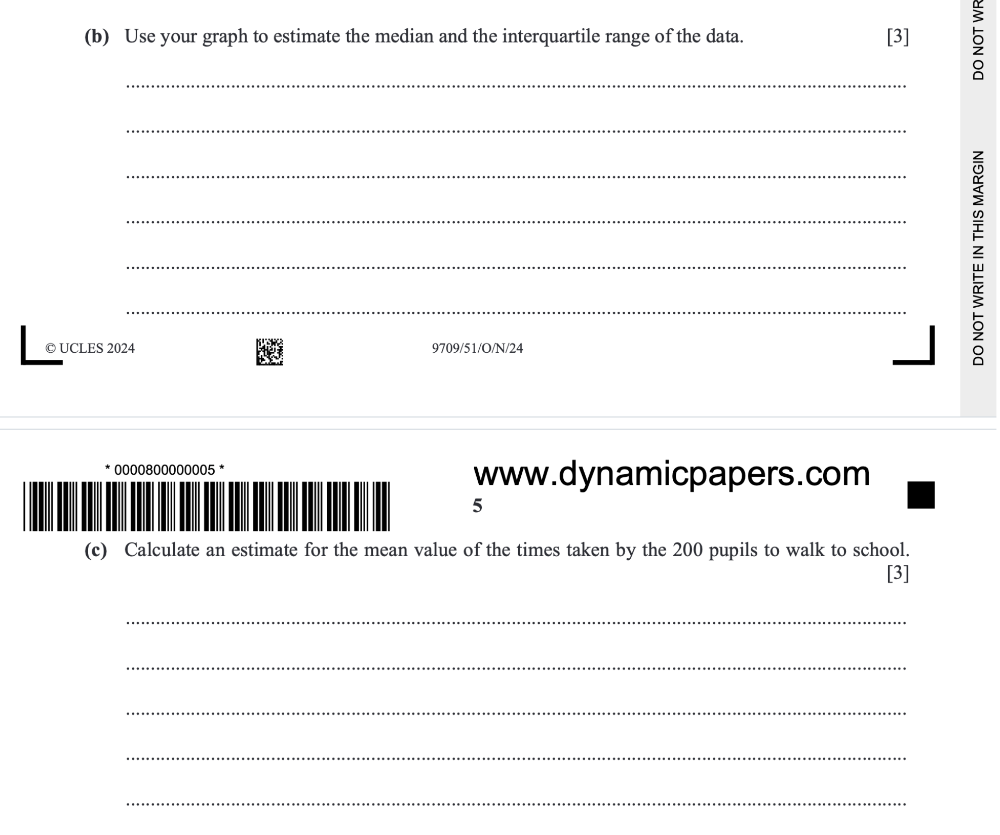 (b) Use your graph to estimate the median and the interquartile range of the data. [3]
DO NOT WR
DO NOT WRITE IN THIS MARGIN
© UCLES 2024 9709/51/O/N/24
* 0000800000005 *
www.dynamicpapers.com
5
(c) Calculate an estimate for the mean value of the times taken by the 200 pupils to walk to school.
[3]